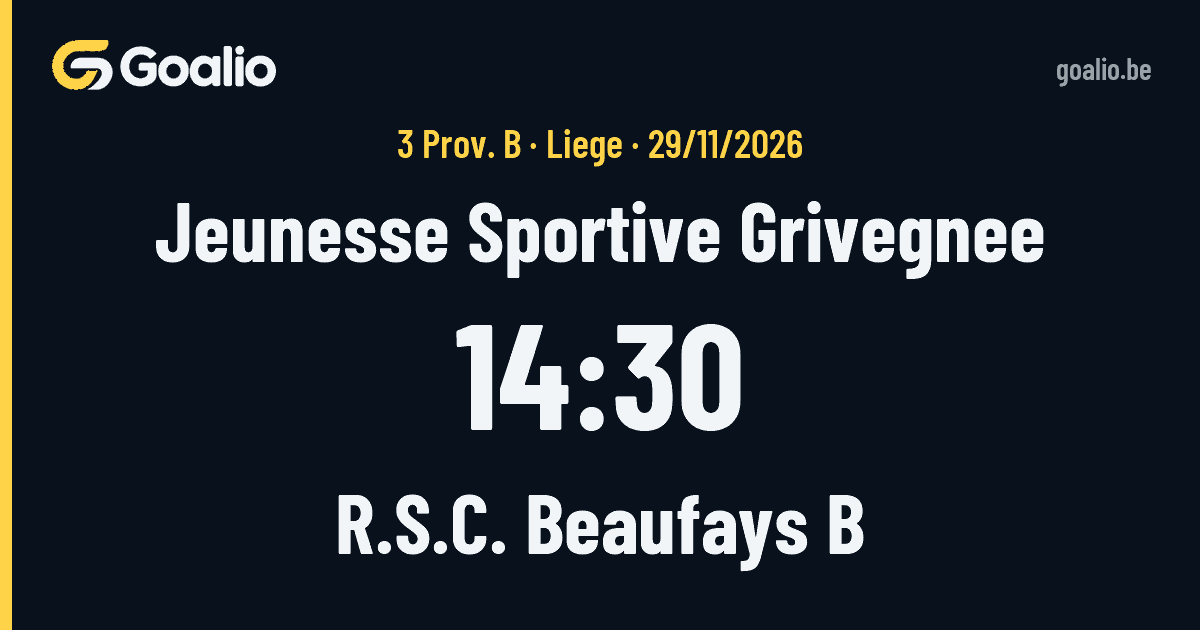 Goalio
goalio.be
3 Prov. B · Liege · 29/11/2026
Jeunesse Sportive Grivegnee
14:30
R.S.C. Beaufays B